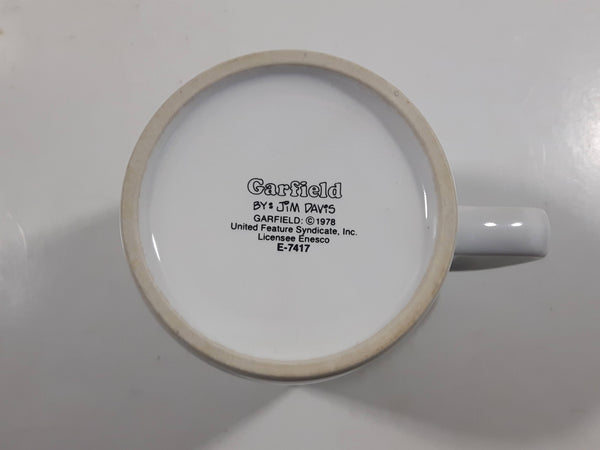 Garfield
BY: JIM DAVIS
GARFIELD: © 1978
United Feature Syndicate, Inc.
Licensee Enesco
E-7417